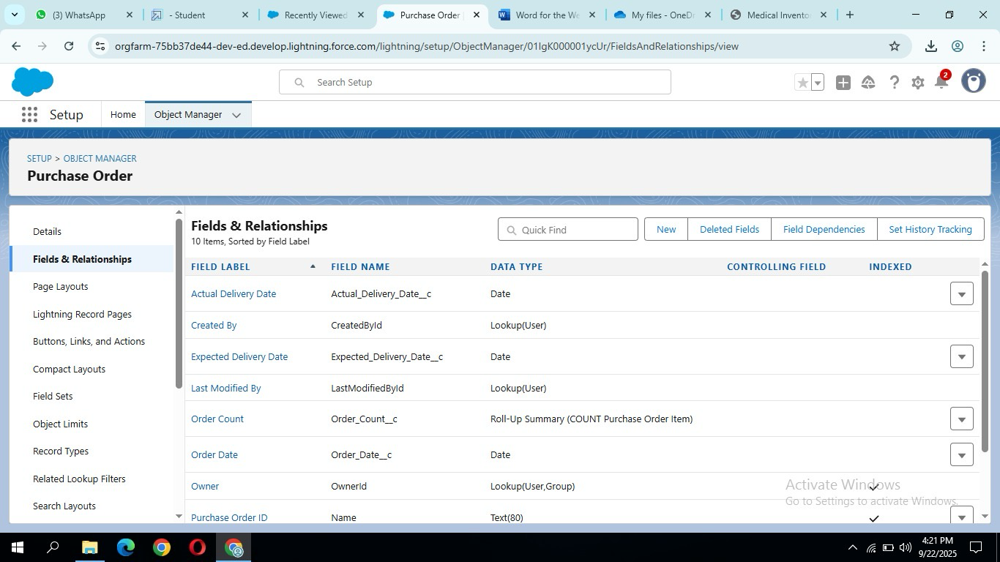 (3) WhatsApp
- Student
Recently Viewed
Purchase Order
Word for the We
My files - OneDr
Medical Invento
orgfarm-75bb37de44-dev-ed.develop.lightning.force.com/lightning/setup/ObjectManager/01IgK000001ycUr/FieldsAndRelationships/view
Search Setup
2
Setup
Home
Object Manager
SETUP > OBJECT MANAGER
Purchase Order
Details
Fields & Relationships
Page Layouts
Lightning Record Pages
Buttons, Links, and Actions
Compact Layouts
Field Sets
Object Limits
Record Types
Related Lookup Filters
Search Layouts
Fields & Relationships
10 Items, Sorted by Field Label
Quick Find
New
Deleted Fields
Field Dependencies
Set History Tracking
FIELD LABEL FIELD NAME DATA TYPE CONTROLLING FIELD INDEXED
Actual Delivery Date Actual_Delivery_Date__c Date
Created By CreatedById Lookup(User)
Expected Delivery Date Expected_Delivery_Date__c Date
Last Modified By LastModifiedById Lookup(User)
Order Count Order_Count__c Roll-Up Summary (COUNT Purchase Order Item)
Order Date Order_Date__c Date
Owner OwnerId Lookup(User,Group)
Purchase Order ID Name Text(80)
Activate Windows
Go to Settings to activate Windows.
4:21 PM
9/22/2025